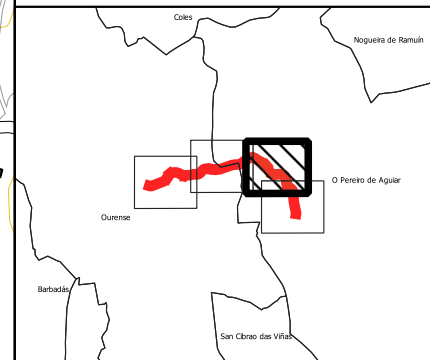 Coles
Nogueira de Ramuín
O Pereiro de Aguiar
Ourense
Barbadás
San Cibrao das Viñas